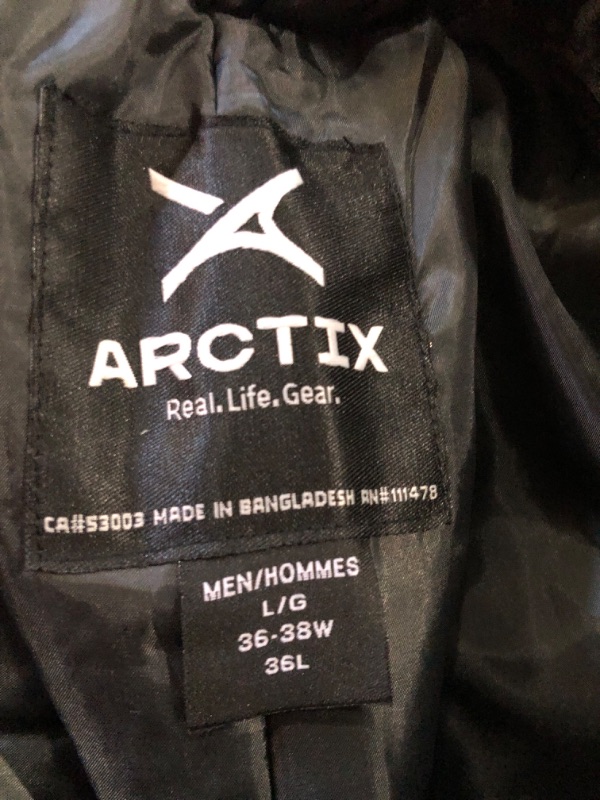 ARCTIX
Real.Life.Gear.
CA#53003 MADE IN BANGLADESH RN#111478
MEN/HOMMES
L/G
36-38W
36L